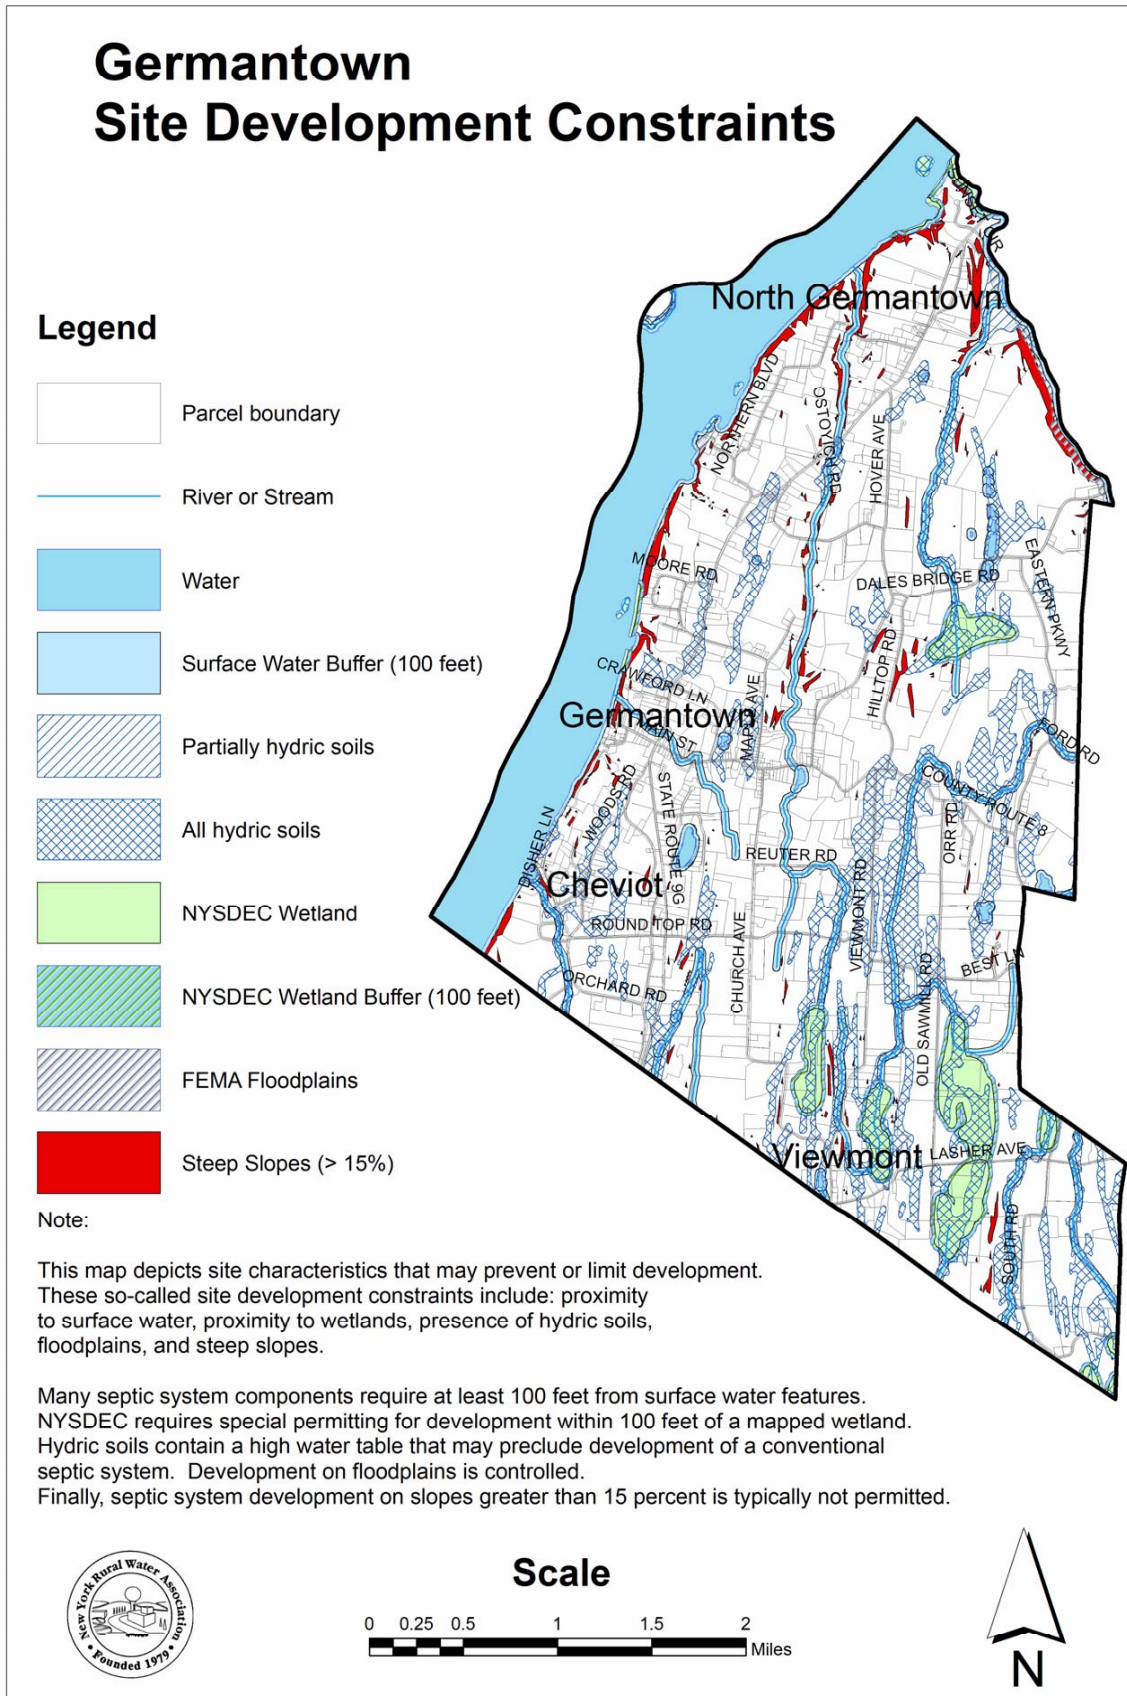 Germantown
Site Development Constraints
Legend
Parcel boundary
River or Stream
Water
Surface Water Buffer (100 feet)
Partially hydric soils
All hydric soils
NYSDEC Wetland
NYSDEC Wetland Buffer (100 feet)
FEMA Floodplains
Steep Slopes (> 15%)
North Germantown
NORTHERN BLVD
OSTOYICH RD
HOVER AVE
MOORE RD
DALES BRIDGE RD
EASTERN PKWY
CRAWFORD LN
HILLTOP RD
Germantown
MAIN ST
MAPLE AVE
FORD RD
COUNTY ROUTE 8
WOODS RD
STATE ROUTE 9G
ORR RD
DISHER LN
REUTER RD
VIEWMONT RD
Cheviot
ROUND TOP RD
CHURCH AVE
BEST LN
ORCHARD RD
OLD SAWMILL RD
Viewmont
LASHER AVE
SOUTH RD
Note:
This map depicts site characteristics that may prevent or limit development.
These so-called site development constraints include: proximity
to surface water, proximity to wetlands, presence of hydric soils,
floodplains, and steep slopes.
Many septic system components require at least 100 feet from surface water features.
NYSDEC requires special permitting for development within 100 feet of a mapped wetland.
Hydric soils contain a high water table that may preclude development of a conventional
septic system.  Development on floodplains is controlled.
Finally, septic system development on slopes greater than 15 percent is typically not permitted.
New York Rural Water Association
• Founded 1979 •
Scale
0 0.25 0.5 1 1.5 2
Miles
N